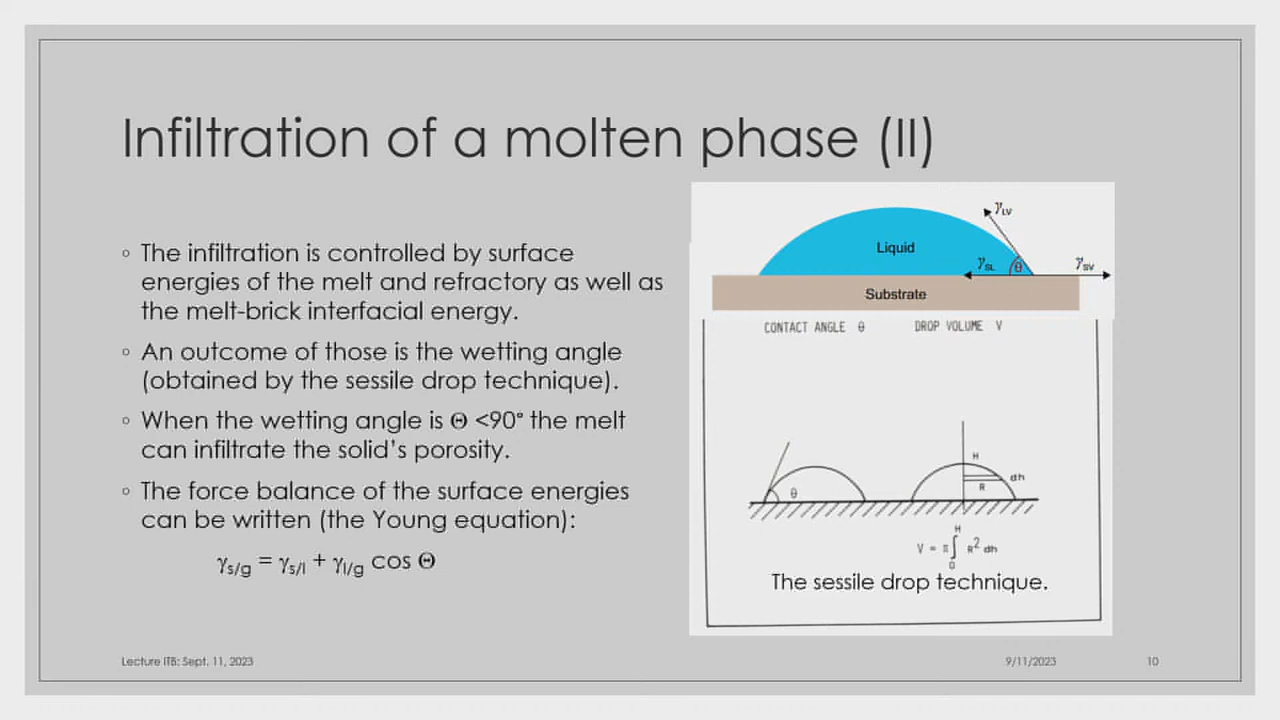 Infiltration of a molten phase (II)
◦ The infiltration is controlled by surface
energies of the melt and refractory as well as
the melt-brick interfacial energy.
◦ An outcome of those is the wetting angle
(obtained by the sessile drop technique).
◦ When the wetting angle is Θ <90° the melt
can infiltrate the solid’s porosity.
◦ The force balance of the surface energies
can be written (the Young equation):
γs/g = γs/l + γl/g cos Θ
γLV
Liquid
γSL
θ
γSV
Substrate
CONTACT ANGLE θ
DROP VOLUME V
H
dh
R
θ
V = π∫₀ᴴ R² dh
The sessile drop technique.
Lecture ITB: Sept. 11, 2023
9/11/2023
10